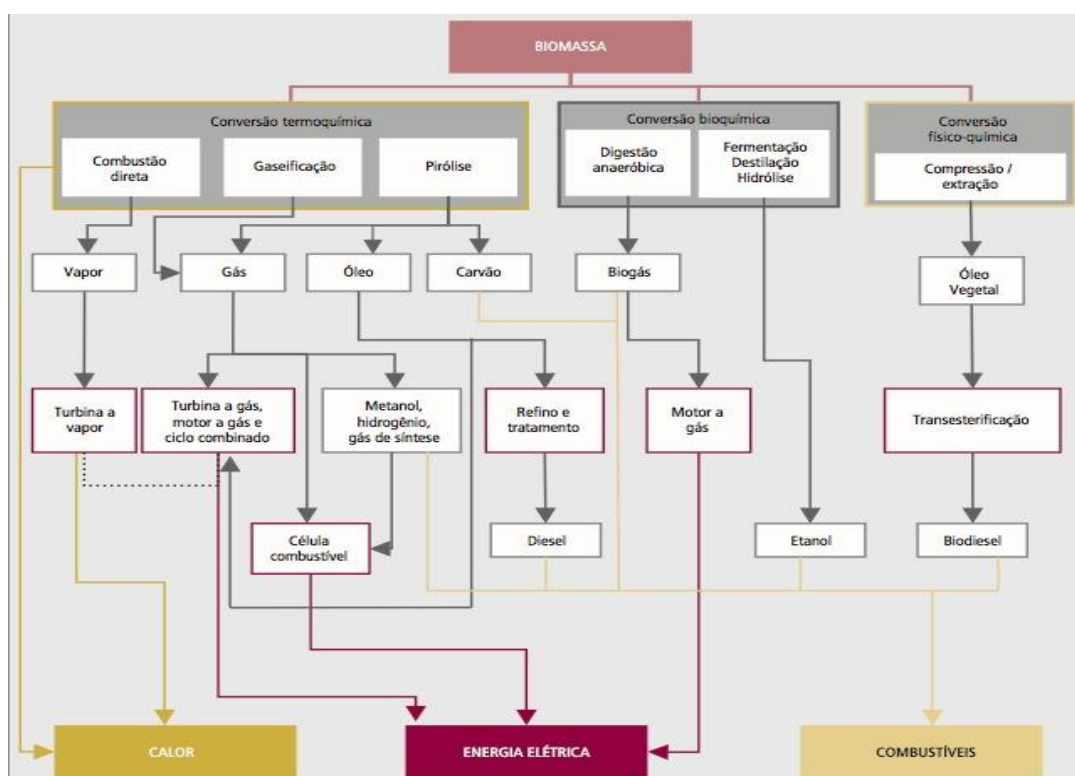 BIOMASSA
Conversão termoquímica
Combustão
direta
Gaseificação
Pirólise
Conversão bioquímica
Digestão
anaeróbica
Fermentação
Destilação
Hidrólise
Conversão
físico-química
Compressão /
extração
Vapor
Gás
Óleo
Carvão
Biogás
Óleo
Vegetal
Turbina a
vapor
Turbina a gás,
motor a gás e
ciclo combinado
Metanol,
hidrogênio,
gás de síntese
Refino e
tratamento
Motor a
gás
Transesterificação
Célula
combustível
Diesel
Etanol
Biodiesel
CALOR
ENERGIA ELÉTRICA
COMBUSTÍVEIS